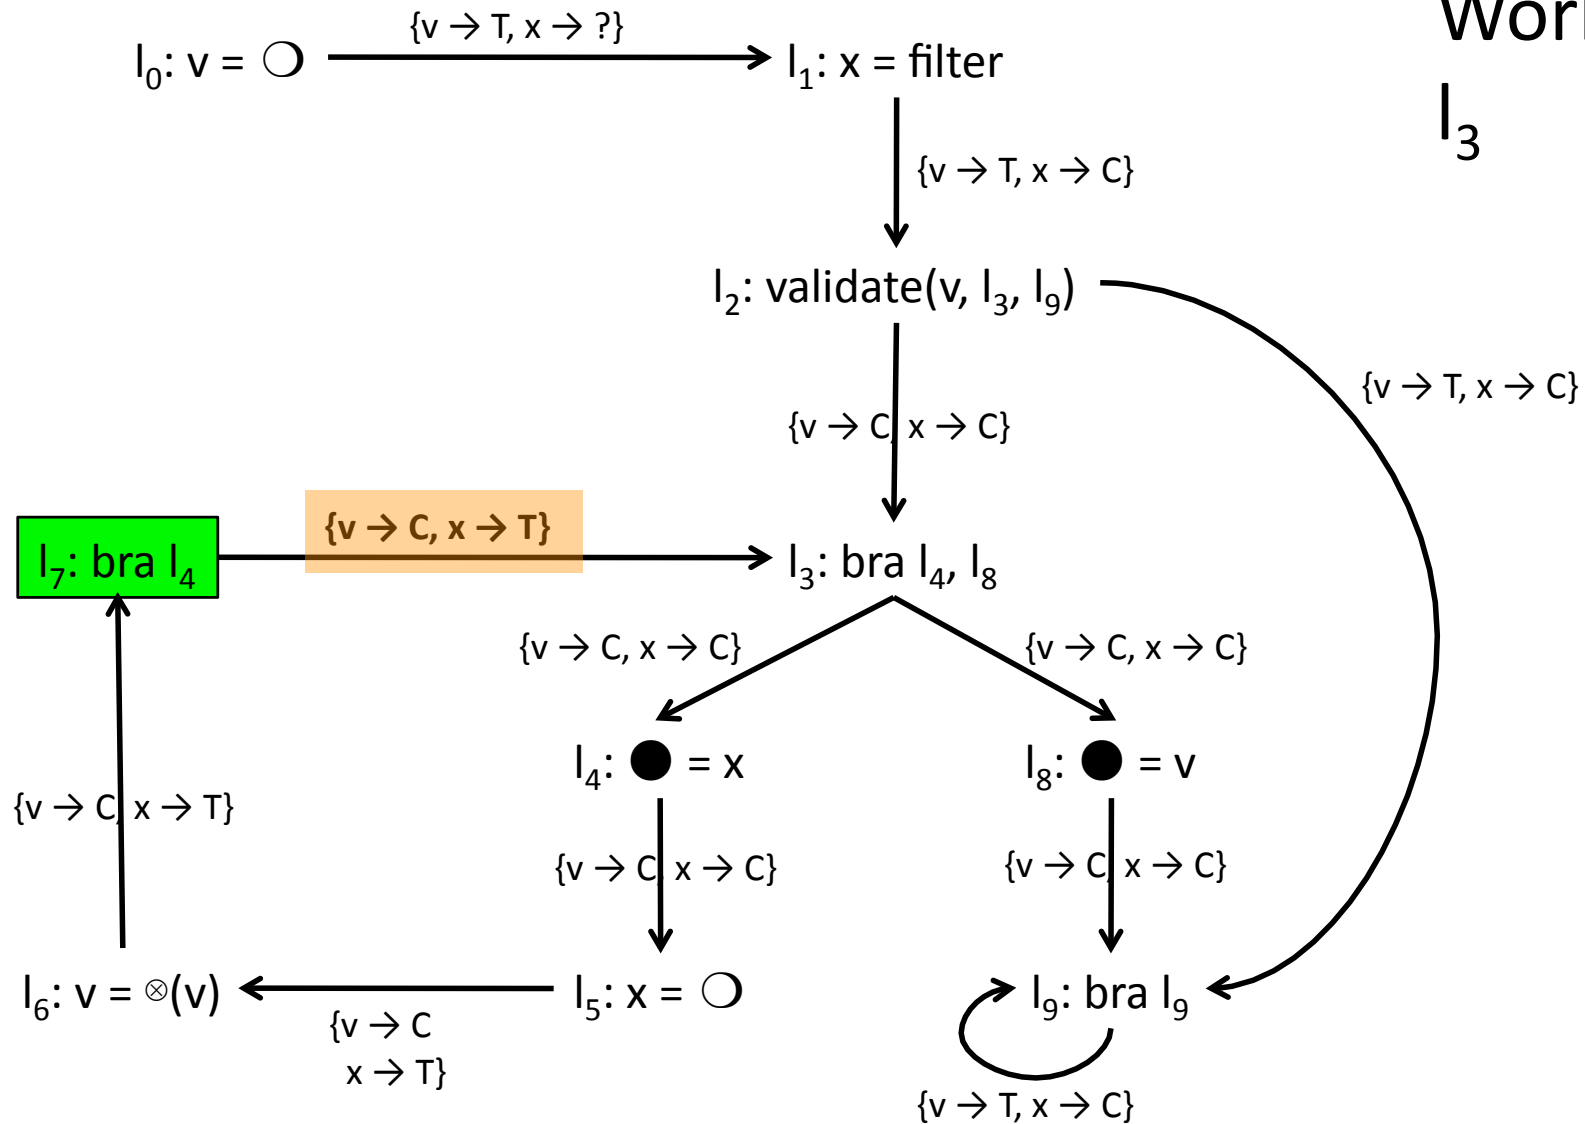 Worl
{v → T, x → ?}
l₀: v = ❍
l₁: x = filter
l₃
{v → T, x → C}
l₂: validate(v, l₃, l₉)
{v → T, x → C}
{v → C, x → C}
{v → C, x → T}
l₇: bra l₄
l₃: bra l₄, l₈
{v → C, x → C}
{v → C, x → C}
l₄: ● = x
l₈: ● = v
{v → C, x → T}
{v → C, x → C}
{v → C, x → C}
l₆: v = ⊗(v)
l₅: x = ❍
l₉: bra l₉
{v → C
x → T}
{v → T, x → C}